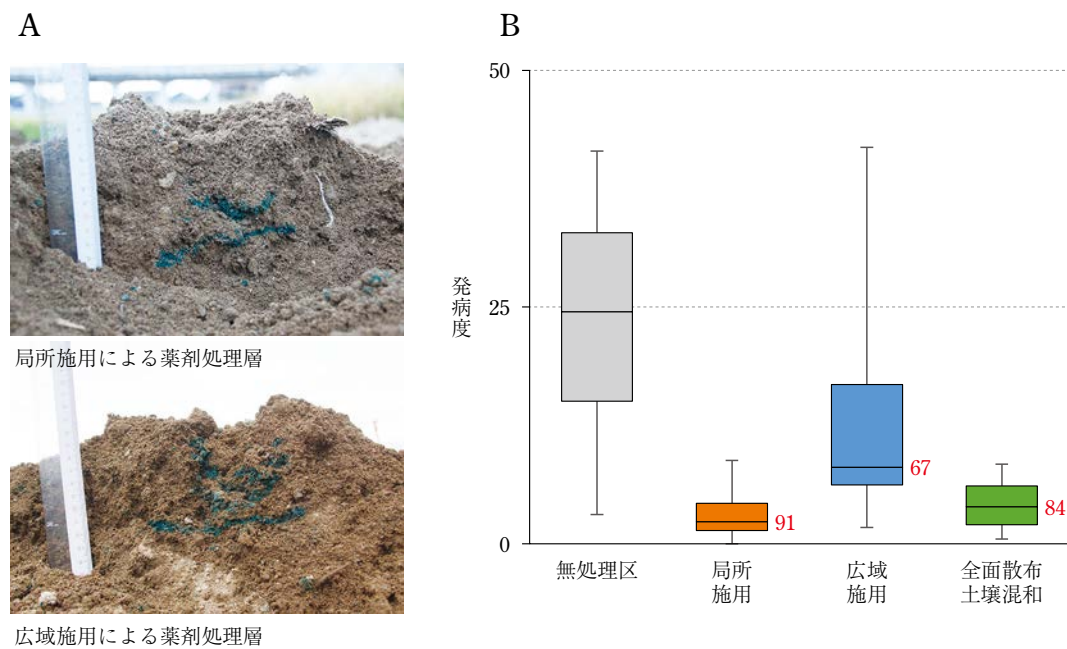 A
局所施用による薬剤処理層
広域施用による薬剤処理層
B
50
25
0
発病度
91
67
84
無処理区
局所
施用
広域
施用
全面散布
土壌混和